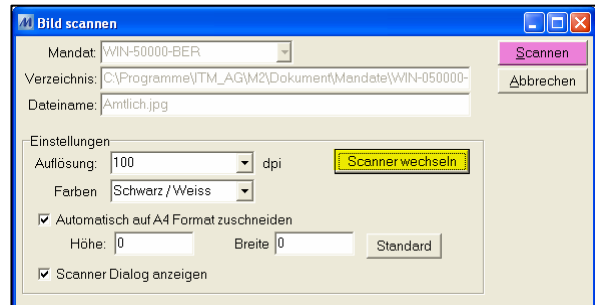 Bild scannen
Mandat: WIN-50000-BER
Scannen
Verzeichnis: C:\Programme\ITM_AG\M2\Dokument\Mandate\WIN-050000-
Abbrechen
Dateiname: Amtlich.jpg
Einstellungen
Auflösung: 100 dpi
Scanner wechseln
Farben Schwarz / Weiss
Automatisch auf A4 Format zuschneiden
Höhe: 0 Breite 0 Standard
Scanner Dialog anzeigen